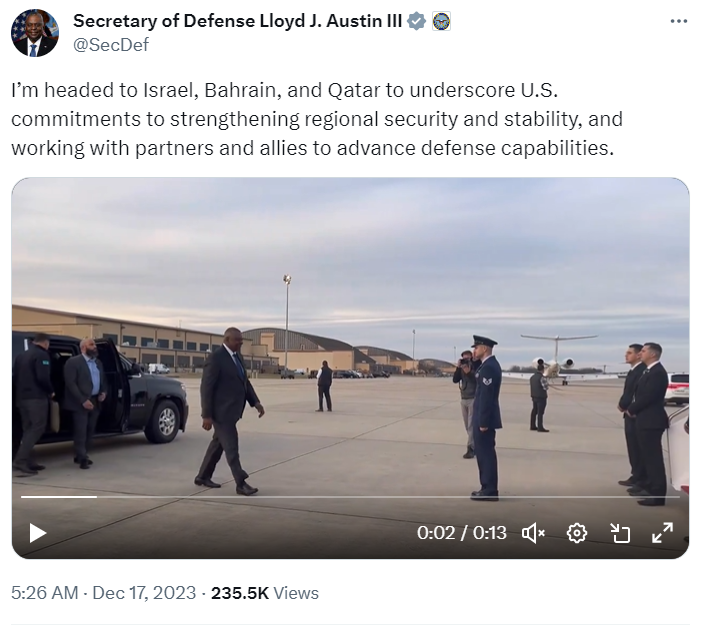 Secretary of Defense Lloyd J. Austin III
@SecDef
I’m headed to Israel, Bahrain, and Qatar to underscore U.S.
commitments to strengthening regional security and stability, and
working with partners and allies to advance defense capabilities.
0:02 / 0:13
5:26 AM · Dec 17, 2023 · 235.5K Views